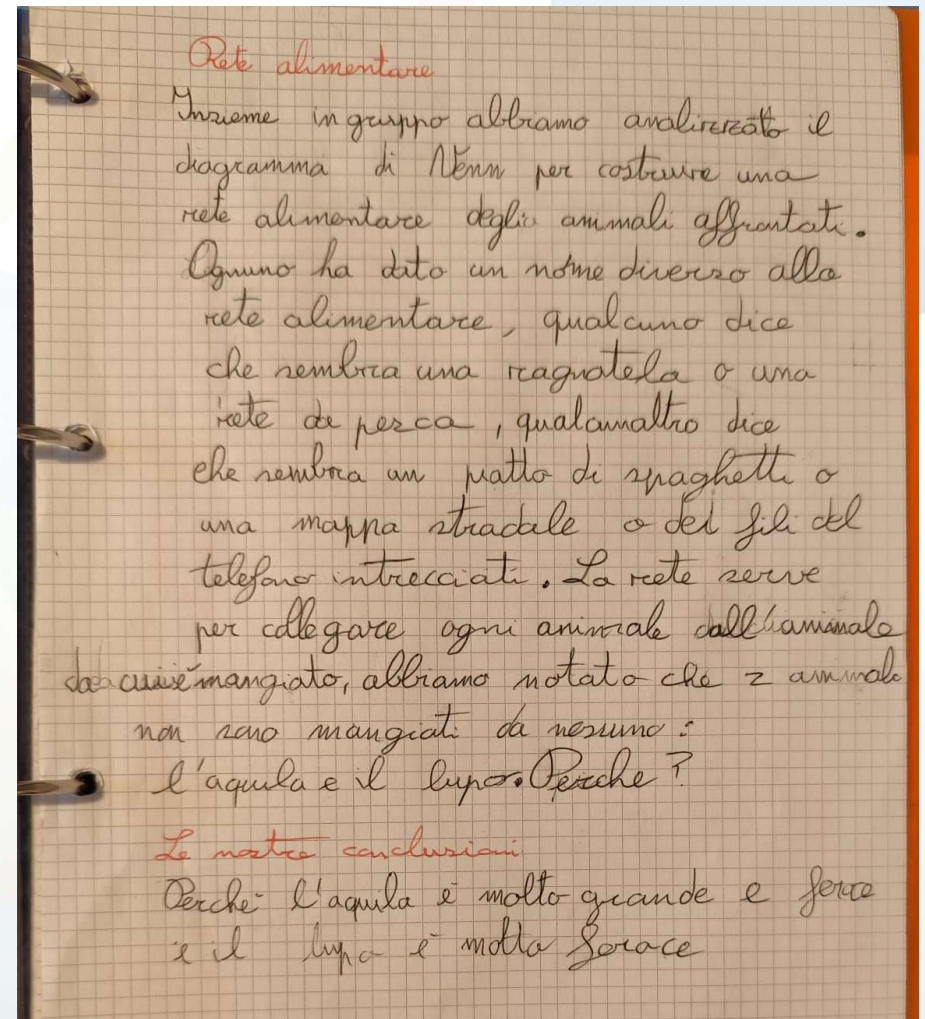 Rete alimentare
Insieme in gruppo abbiamo analizzato il
diagramma di Venn per costruire una
rete alimentare degli animali affrontati.
Ognuno ha dato un nome diverso alla
rete alimentare, qualcuno dice
che sembra una ragnatela o una
rete da pesca, qualcunaltro dice
che sembra un piatto di spaghetti o
una mappa stradale o dei fili del
telefono intrecciati. La rete serve
per collegare ogni animale dall'animale
da cui è mangiato, abbiamo notato che 2 animali
non sono mangiati da nessuno:
l'aquila e il lupo. Perche?
Le nostre conclusioni
Perché l'aquila è molto grande e
e il lupo è molto